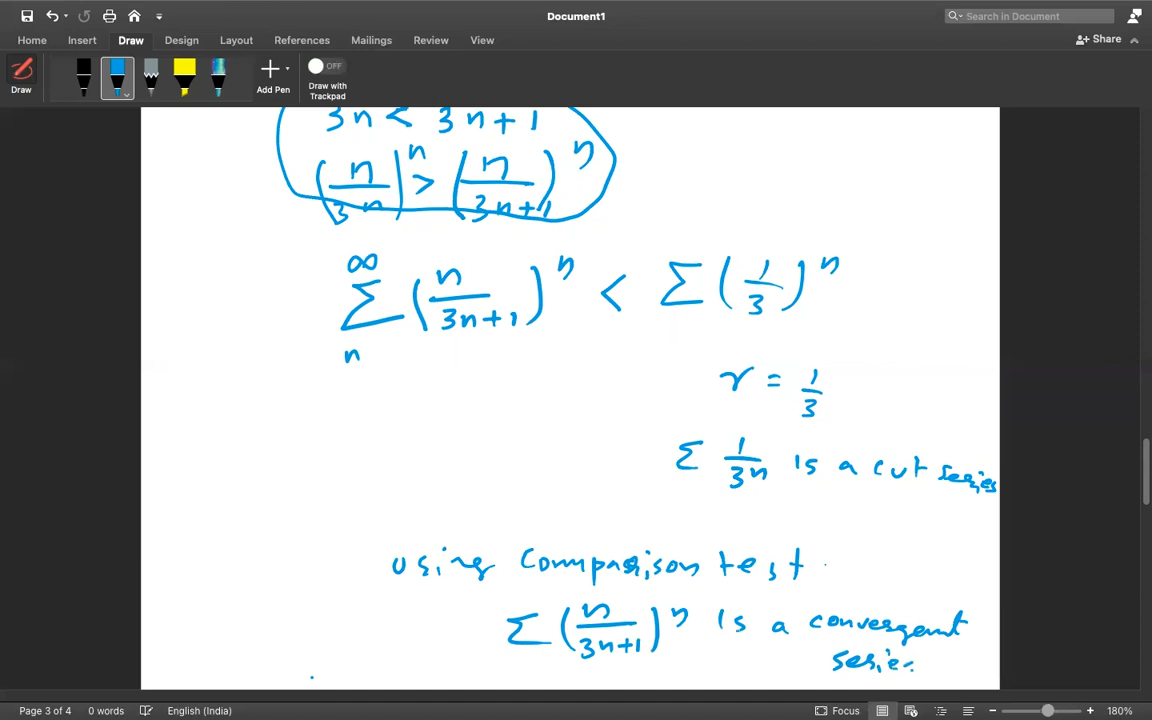 Document1
Search in Document
Home Insert Draw Design Layout References Mailings Review View
Share
OFF
Draw
Add Pen
Draw with
Trackpad
3n < 3n+1
(n/3n)^n > (n/3n+1)^n
∞
Σ (n/3n+1)^n < Σ (1/3)^n
n
r = 1/3
Σ 1/3n is a cut series
using comparison test
Σ (n/3n+1)^n is a convergent
series
Page 3 of 4 0 words English (India) Focus 180%